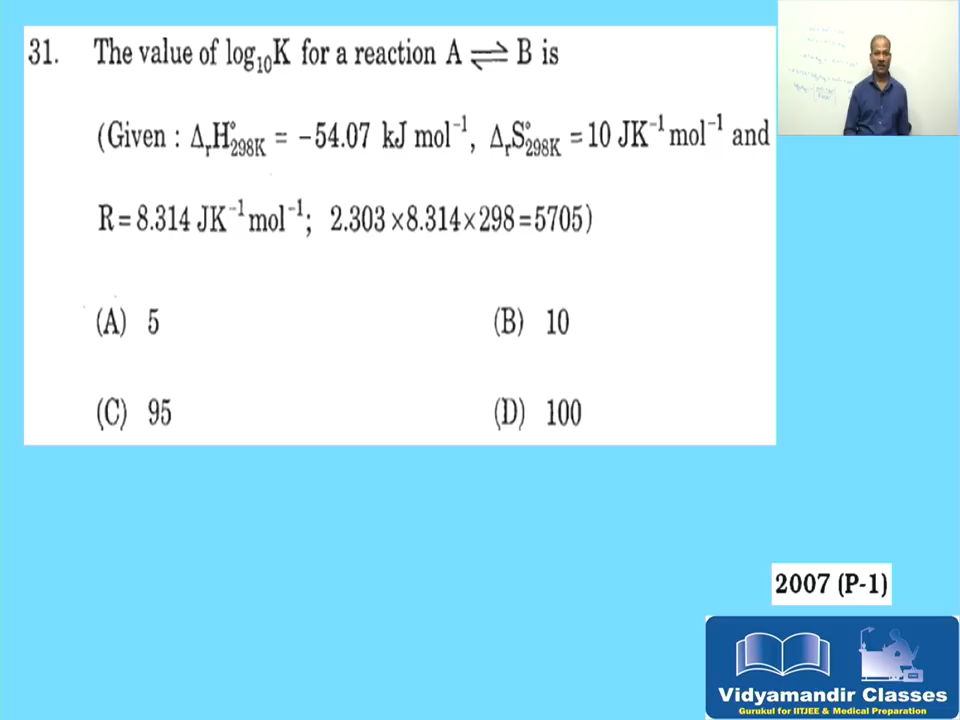 31. The value of log₁₀K for a reaction A ⇌ B is
(Given : ΔᵣH°₂₉₈K = −54.07 kJ mol⁻¹, ΔᵣS°₂₉₈K = 10 JK⁻¹mol⁻¹ and
R = 8.314 JK⁻¹mol⁻¹; 2.303 × 8.314 × 298 = 5705)
(A) 5 (B) 10
(C) 95 (D) 100
2007 (P-1)
Vidyamandir Classes
Gurukul for IITJEE & Medical Preparation